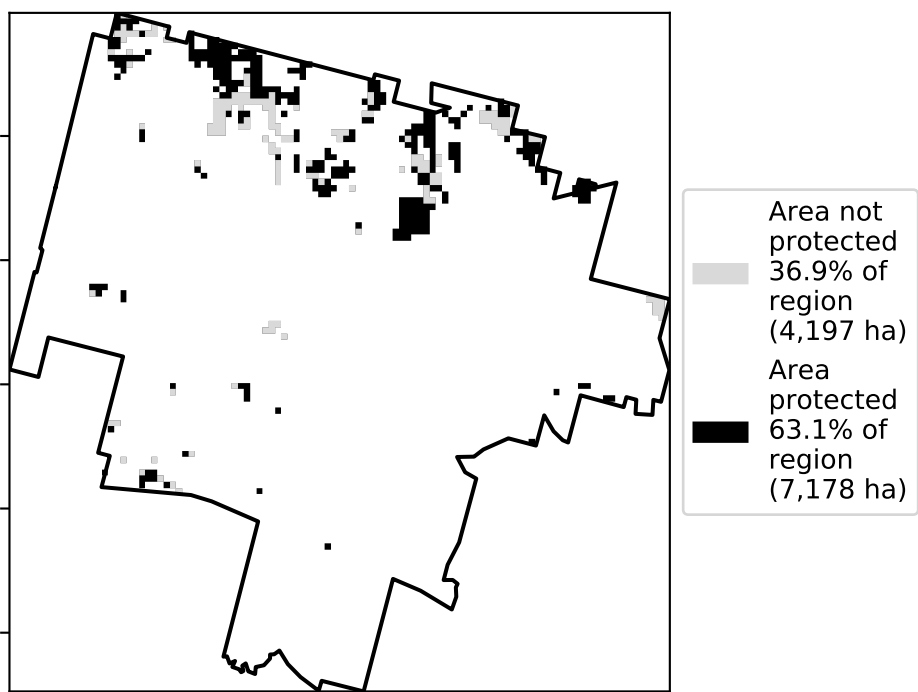 Area not
protected
36.9% of
region
(4,197 ha)
Area
protected
63.1% of
region
(7,178 ha)